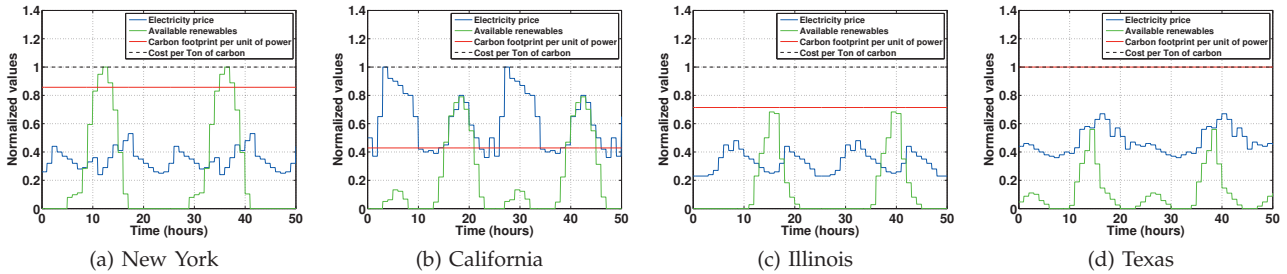 1.4
1.2
1
0.8
0.6
0.4
0.2
0
Normalized values
Electricity price
Available renewables
Carbon footprint per unit of power
Cost per Ton of carbon
0 10 20 30 40 50
Time (hours)
(a) New York
1.4
1.2
1
0.8
0.6
0.4
0.2
0
Normalized values
Electricity price
Available renewables
Carbon footprint per unit of power
Cost per Ton of carbon
0 10 20 30 40 50
Time (hours)
(b) California
1.4
1.2
1
0.8
0.6
0.4
0.2
0
Normalized values
Electricity price
Available renewables
Carbon footprint per unit of power
Cost per Ton of carbon
0 10 20 30 40 50
Time (hours)
(c) Illinois
1.4
1.2
1
0.8
0.6
0.4
0.2
0
Normalized values
Electricity price
Available renewables
Carbon footprint per unit of power
Cost per Ton of carbon
0 10 20 30 40 50
Time (hours)
(d) Texas